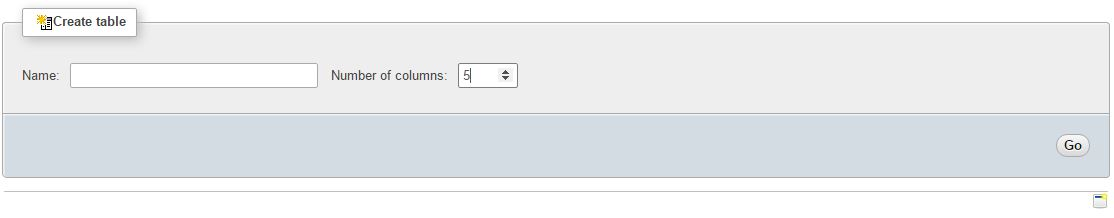 Create table
Name: Number of columns: 5
Go